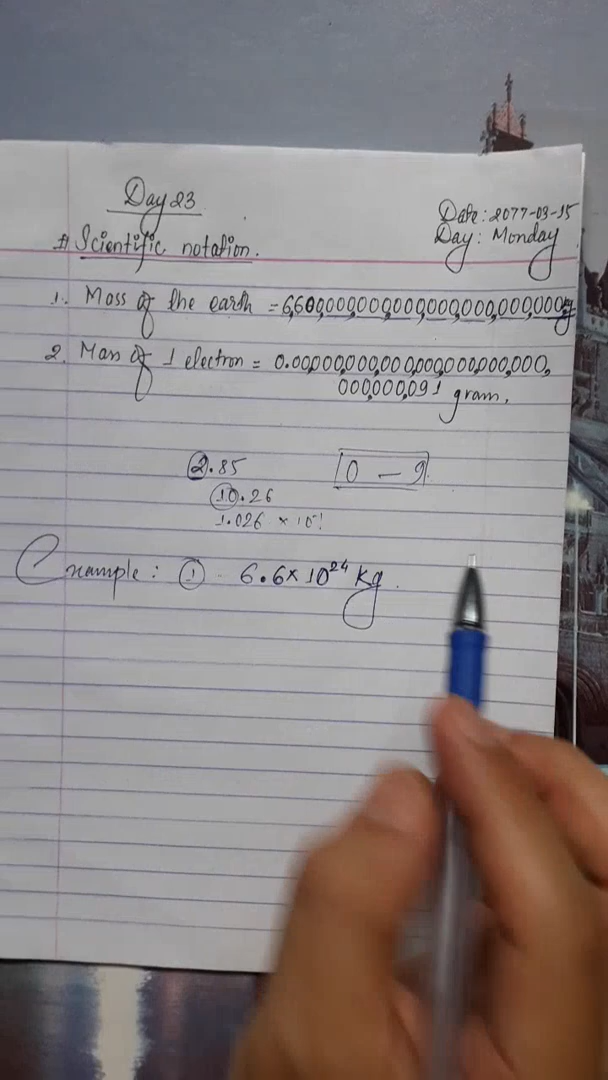 Day 23
Date: 2077-03-15
# Scientific notation.
Day: Monday
1. Mass of the earth = 6,600,000,000,000,000,000,000,000 kg
2. Mass of 1 electron = 0.00,000,000,000,000,000,000,000,
000,000,091 gram.
2.85
0 - 9
10.26
1.026 × 10¹
Example: ① 6.6 × 10²⁴ kg.